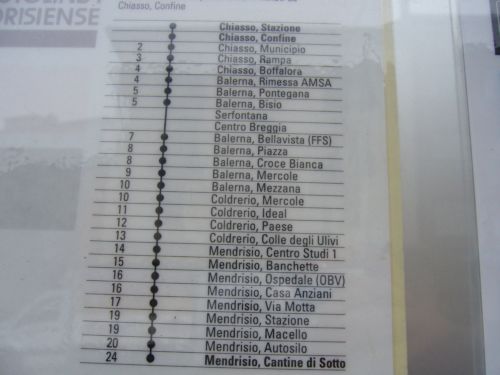 Chiasso, Confine
Chiasso, Stazione
Chiasso, Confine
2 Chiasso, Municipio
3 Chiasso, Rampa
4 Chiasso, Boffalora
4 Balerna, Rimessa AMSA
5 Balerna, Pontegana
5 Balerna, Bisio
Serfontana
Centro Breggia
7 Balerna, Bellavista (FFS)
8 Balerna, Piazza
8 Balerna, Croce Bianca
9 Balerna, Mercole
10 Balerna, Mezzana
10 Coldrerio, Mercole
11 Coldrerio, Ideal
12 Coldrerio, Paese
13 Coldrerio, Colle degli Ulivi
14 Mendrisio, Centro Studi 1
15 Mendrisio, Banchette
16 Mendrisio, Ospedale (OBV)
16 Mendrisio, Casa Anziani
17 Mendrisio, Via Motta
19 Mendrisio, Stazione
19 Mendrisio, Macello
20 Mendrisio, Autosilo
24 Mendrisio, Cantine di Sotto